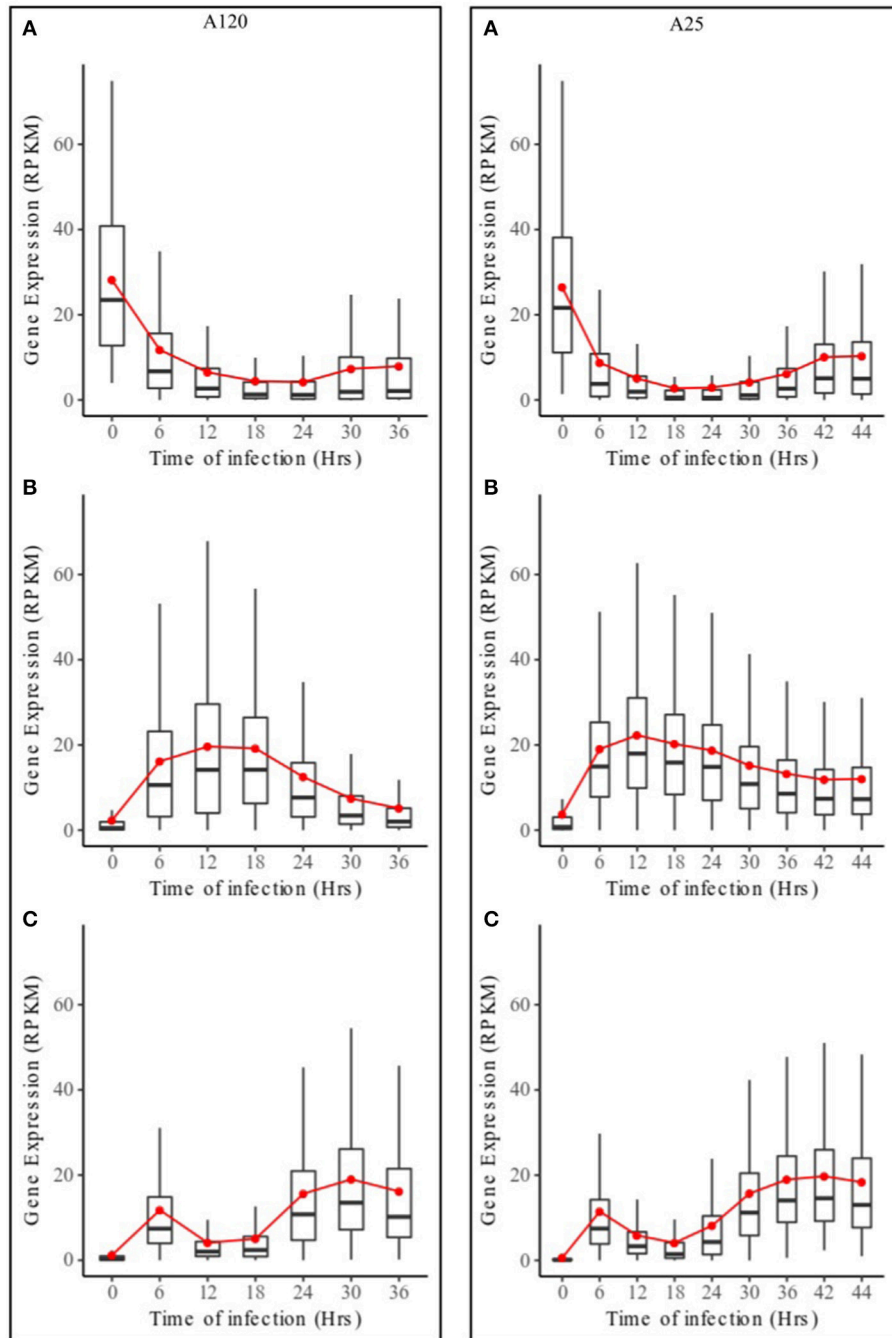 A
A120
Gene Expression (RPKM)
60
40
20
0
0 6 12 18 24 30 36
Time of infection (Hrs)
B
Gene Expression (RPKM)
60
40
20
0
0 6 12 18 24 30 36
Time of infection (Hrs)
C
Gene Expression (RPKM)
60
40
20
0
0 6 12 18 24 30 36
Time of infection (Hrs)
A
A25
Gene Expression (RPKM)
60
40
20
0
0 6 12 18 24 30 36 42 44
Time of infection (Hrs)
B
Gene Expression (RPKM)
60
40
20
0
0 6 12 18 24 30 36 42 44
Time of infection (Hrs)
C
Gene Expression (RPKM)
60
40
20
0
0 6 12 18 24 30 36 42 44
Time of infection (Hrs)